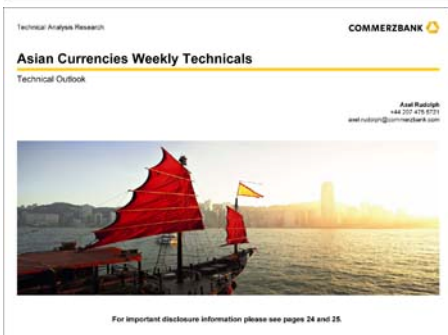 Technical Analysis Research
COMMERZBANK
Asian Currencies Weekly Technicals
Technical Outlook
Axel Rudolph
+44 207 475 5721
axel.rudolph@commerzbank.com
For important disclosure information please see pages 24 and 25.